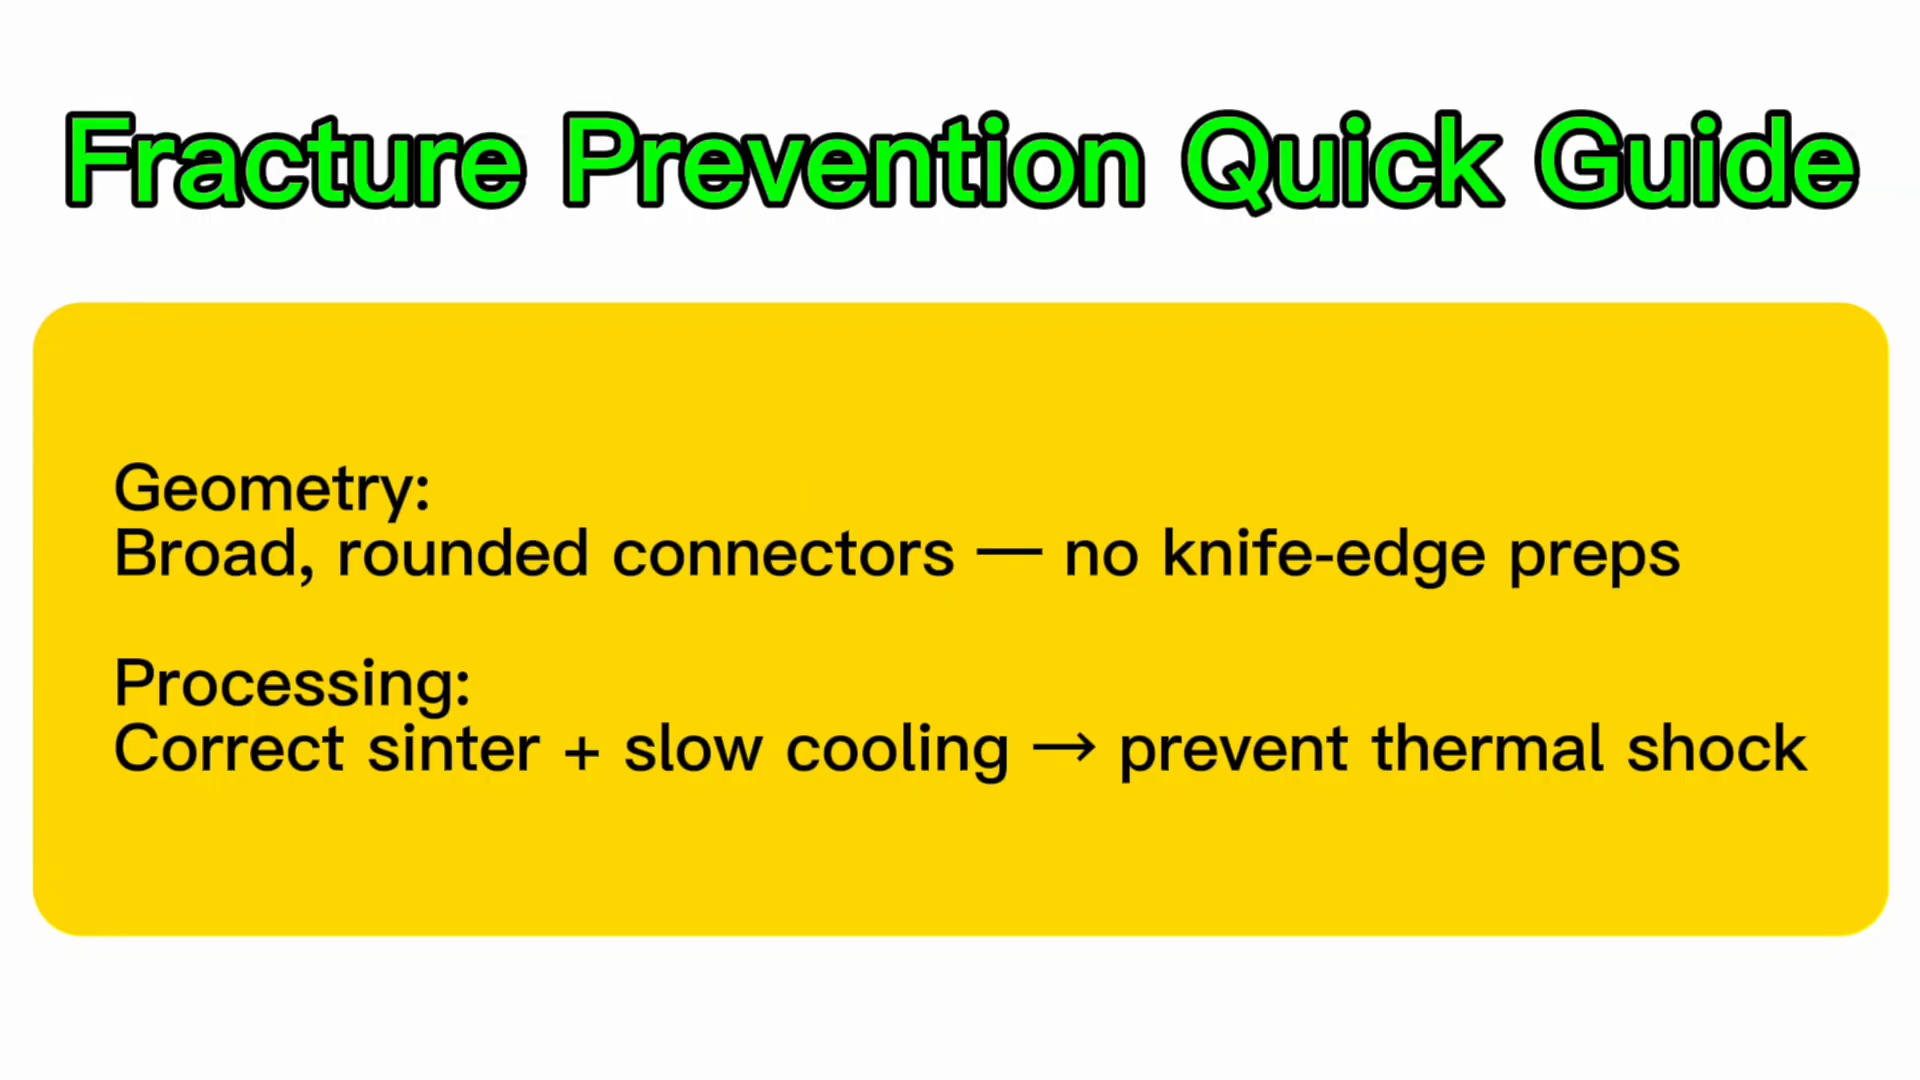 Fracture Prevention Quick Guide
Geometry:
Broad, rounded connectors — no knife-edge preps
Processing:
Correct sinter + slow cooling → prevent thermal shock